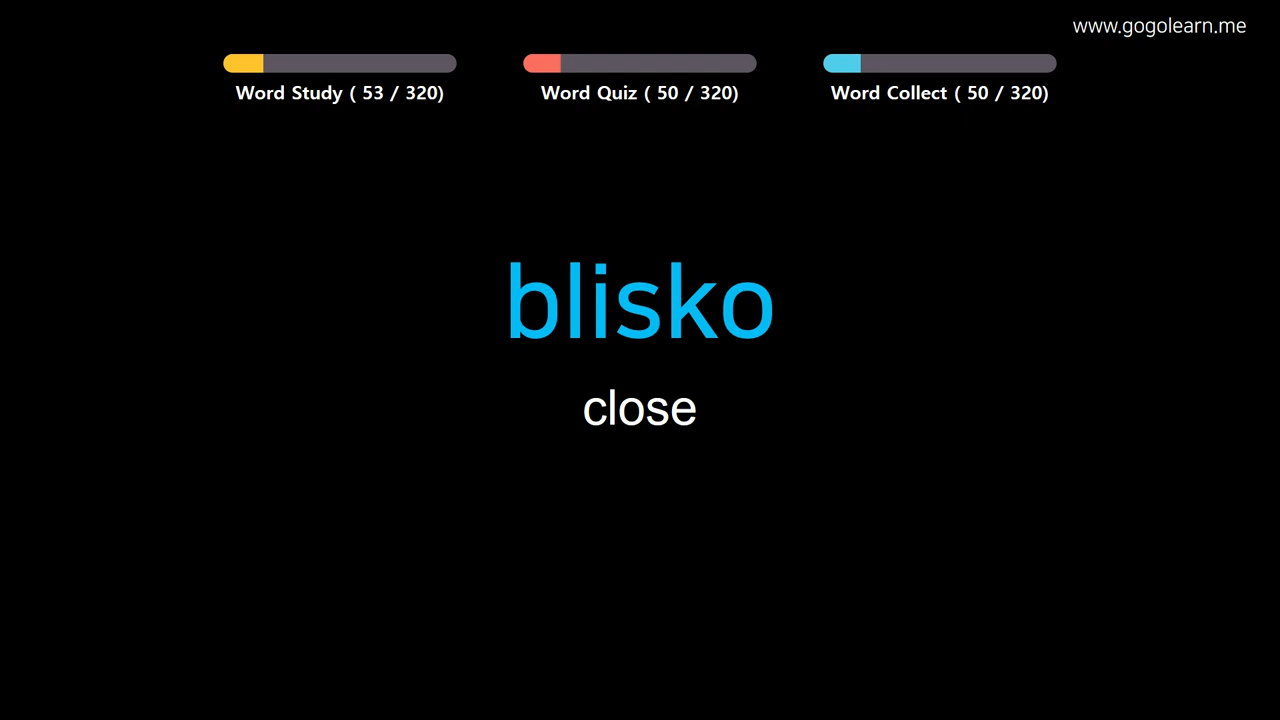 www.gogolearn.me
Word Study ( 53 / 320)
Word Quiz ( 50 / 320)
Word Collect ( 50 / 320)
blisko
close